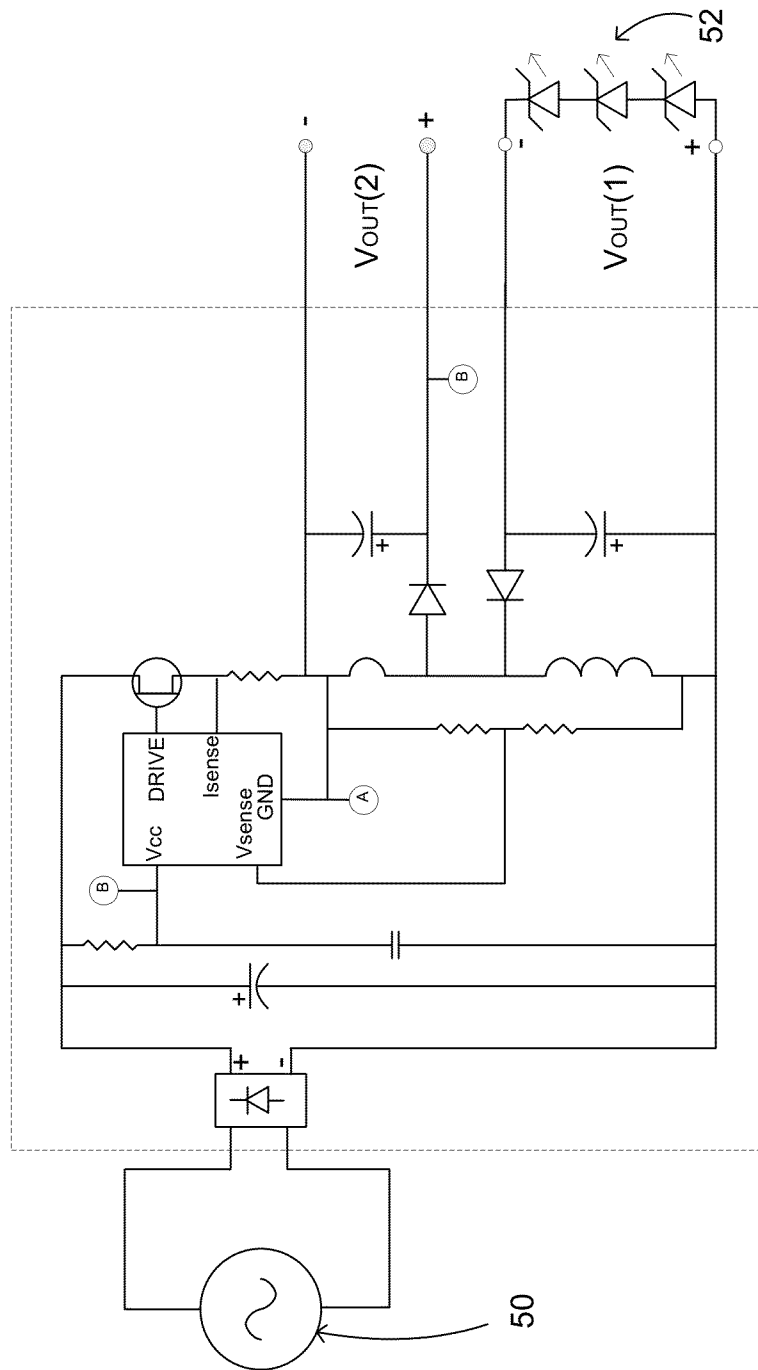 50
+
-
+
B
Vcc
DRIVE
Isense
Vsense
GND
A
+
+
B
-
+
VOUT(2)
-
+
VOUT(1)
52